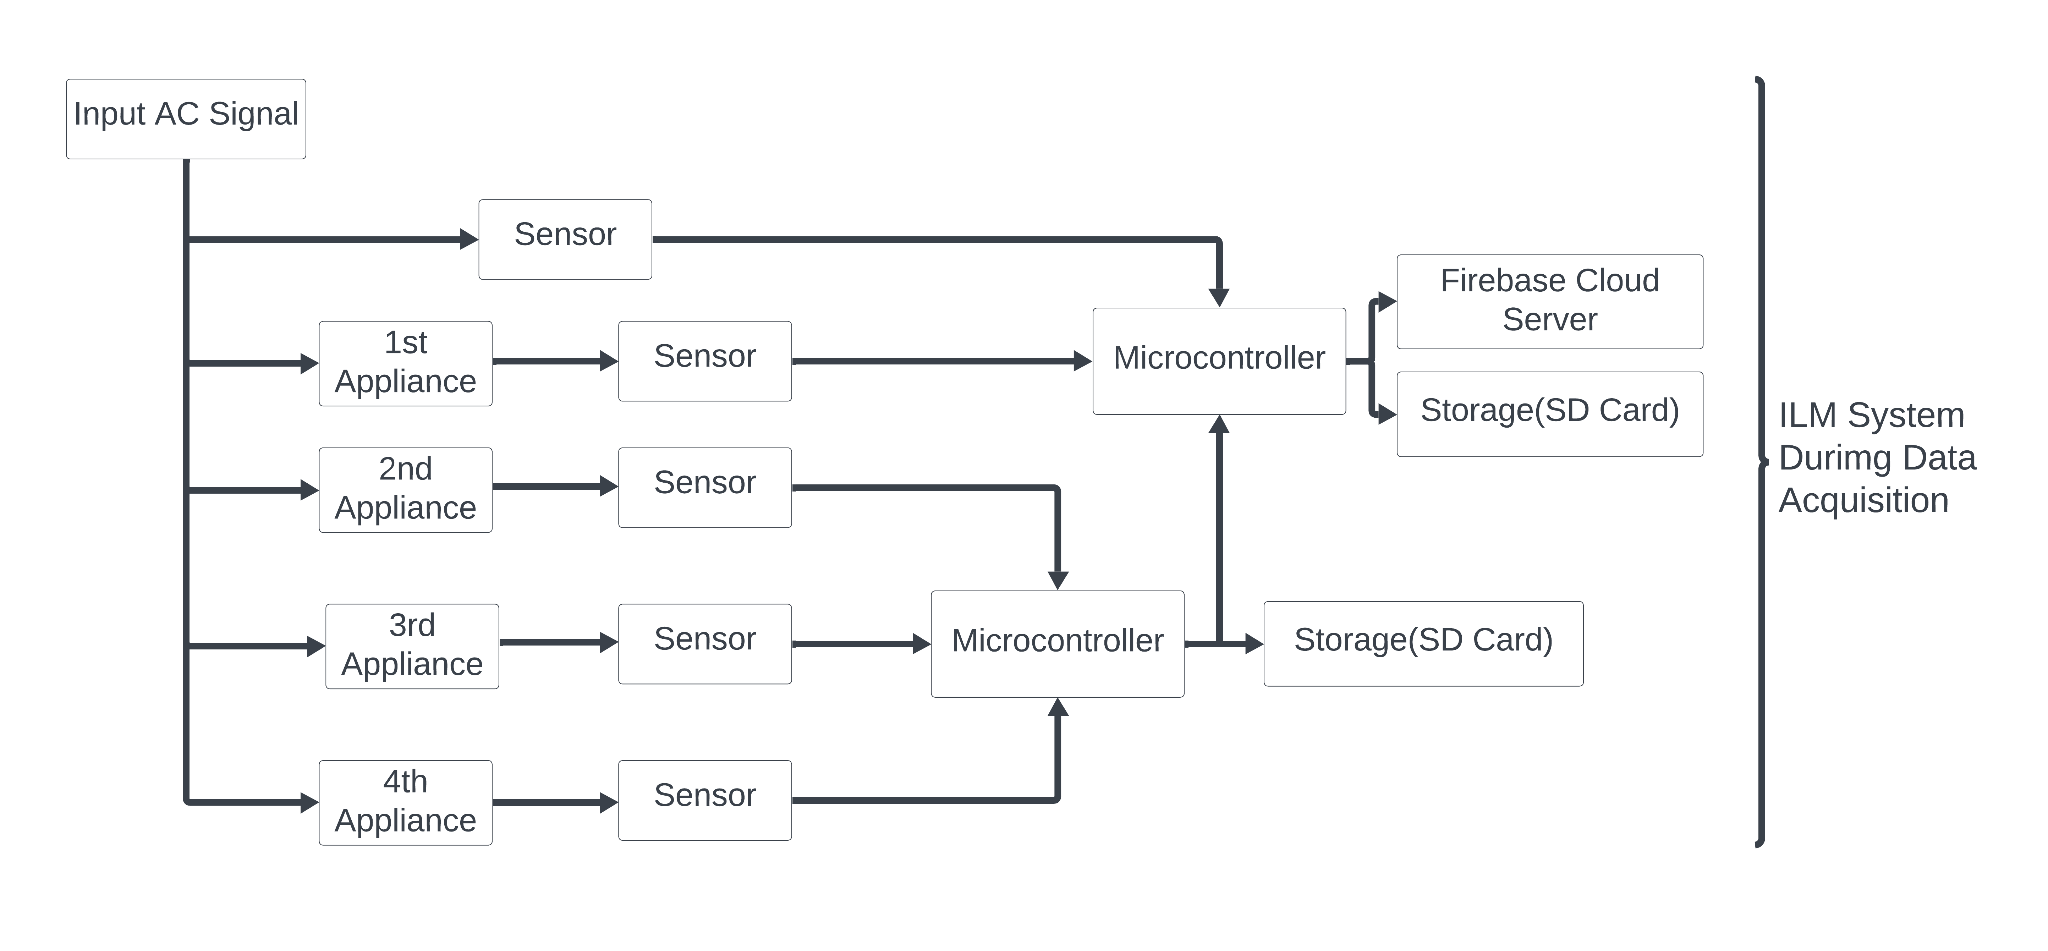 Input AC Signal
Sensor
1st
Appliance
Sensor
Microcontroller
Firebase Cloud
Server
Storage(SD Card)
2nd
Appliance
Sensor
3rd
Appliance
Sensor
Microcontroller
Storage(SD Card)
4th
Appliance
Sensor
ILM System
Durimg Data
Acquisition